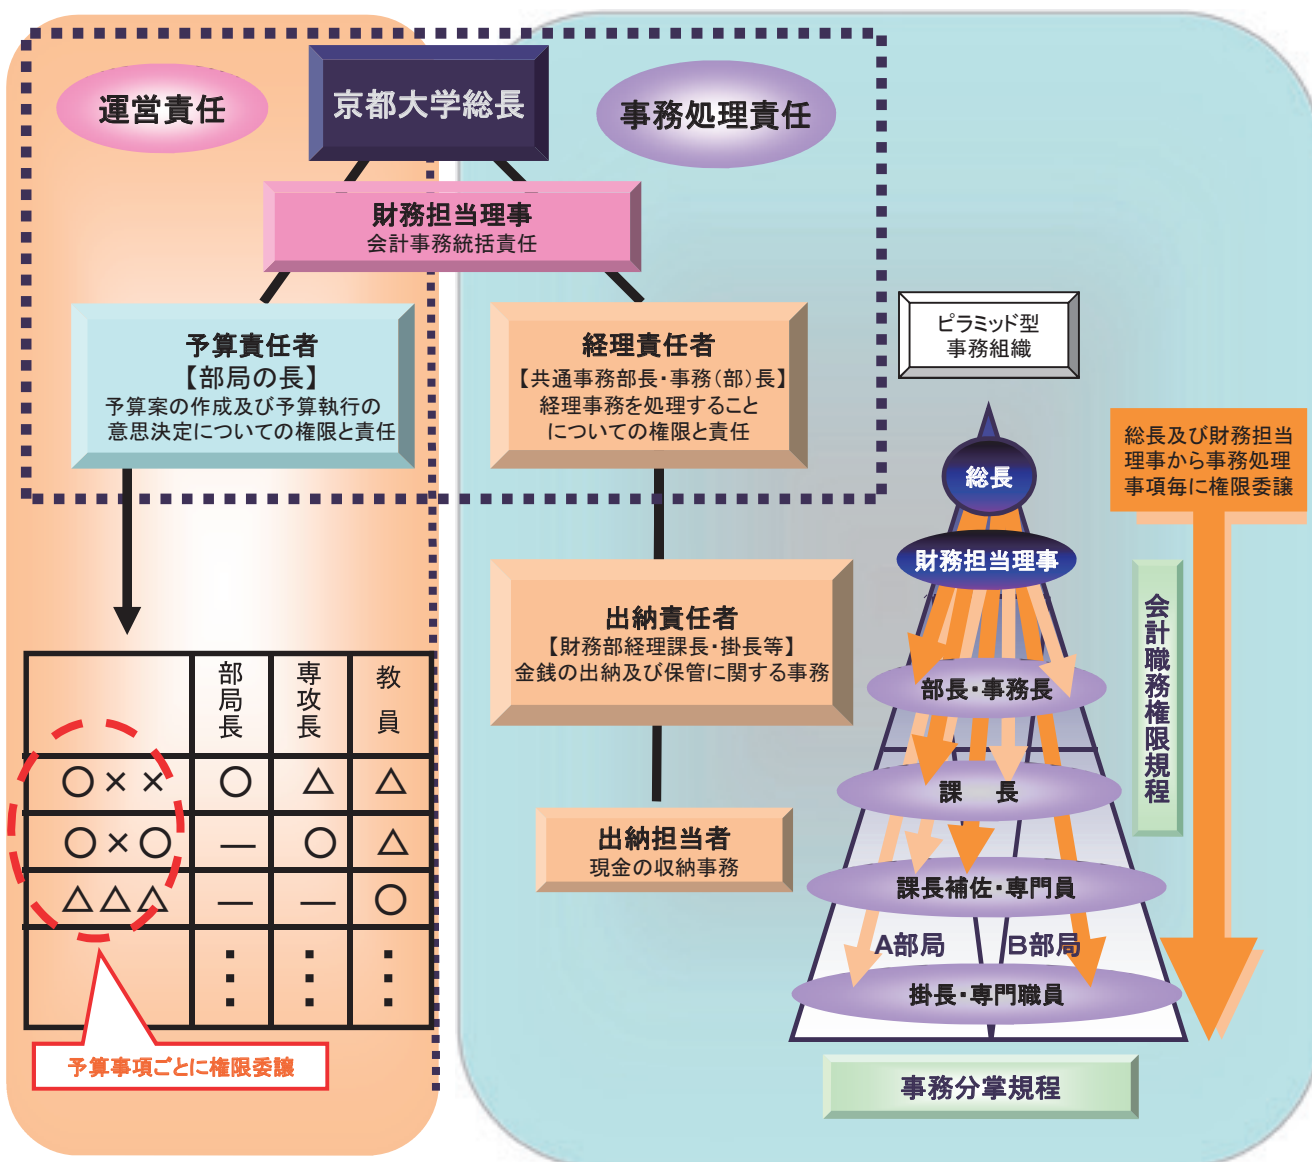 運営責任
京都大学総長
事務処理責任
財務担当理事
会計事務統括責任
予算責任者
【部局の長】
予算案の作成及び予算執行の
意思決定についての権限と責任
経理責任者
【共通事務部長・事務(部)長】
経理事務を処理すること
についての権限と責任
出納責任者
【財務部経理課長・掛長等】
金銭の出納及び保管に関する事務
出納担当者
現金の収納事務
部局長 専攻長 教員
○×× ○ △ △
○×○ ― ○ △
△△△ ― ― ○
⋮ ⋮ ⋮
予算事項ごとに権限委譲
ピラミッド型
事務組織
総長
財務担当理事
部長・事務長
課 長
課長補佐・専門員
A部局 B部局
掛長・専門職員
総長及び財務担当
理事から事務処理
事項毎に権限委譲
会計職務権限規程
事務分掌規程